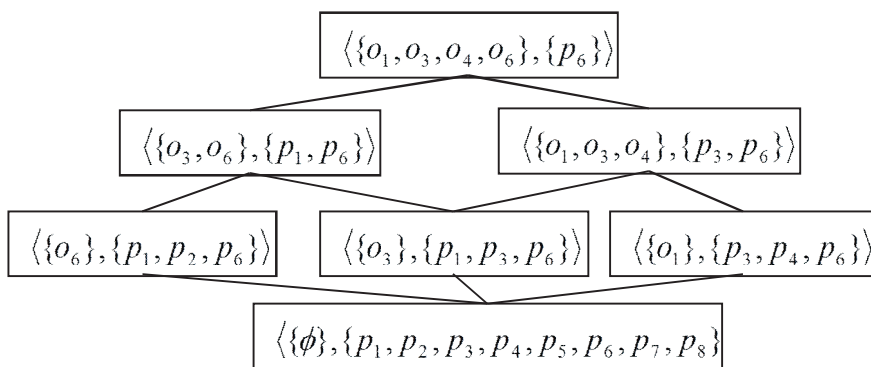 ⟨{o₁, o₃, o₄, o₆}, {p₆}⟩
⟨{o₃, o₆}, {p₁, p₆}⟩ ⟨{o₁, o₃, o₄}, {p₃, p₆}⟩
⟨{o₆}, {p₁, p₂, p₆}⟩ ⟨{o₃}, {p₁, p₃, p₆}⟩ ⟨{o₁}, {p₃, p₄, p₆}⟩
⟨{ϕ}, {p₁, p₂, p₃, p₄, p₅, p₆, p₇, p₈}